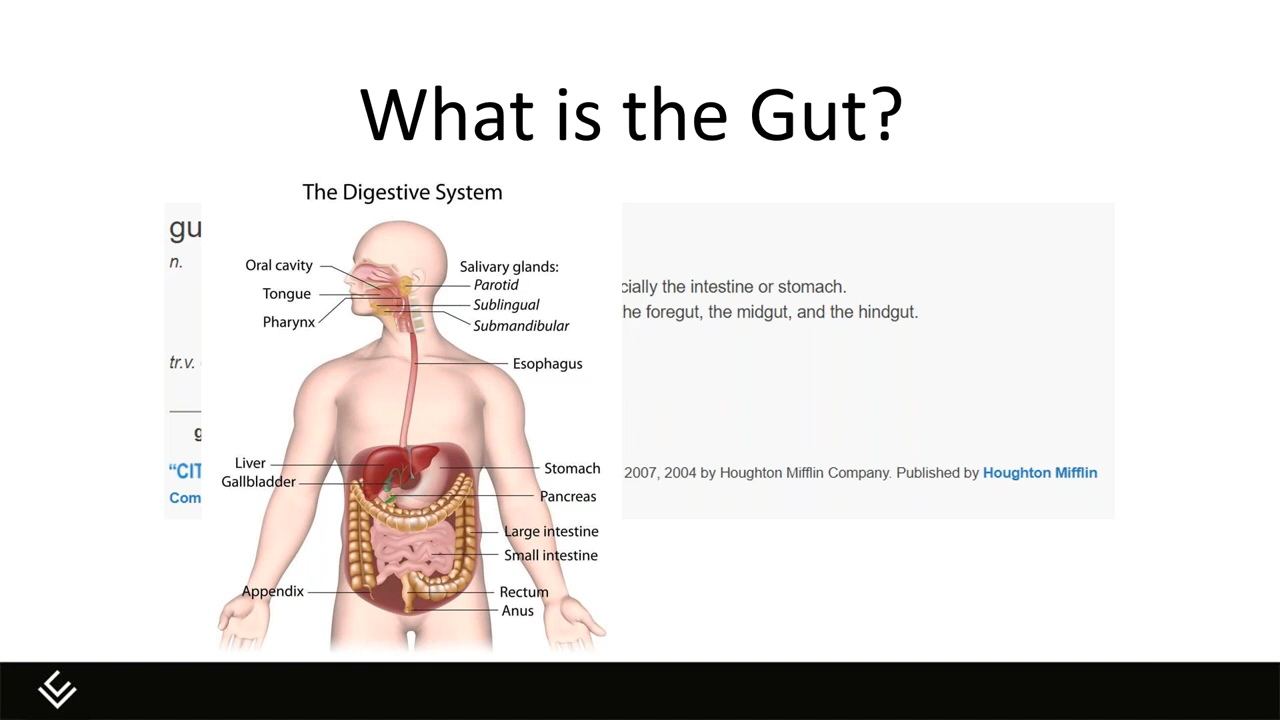 What is the Gut?
The Digestive System
gu
n.
cially the intestine or stomach.
he foregut, the midgut, and the hindgut.
tr.v.
g
"CIT
Com
2007, 2004 by Houghton Mifflin Company. Published by Houghton Mifflin
Oral cavity
Tongue
Pharynx
Salivary glands:
Parotid
Sublingual
Submandibular
Esophagus
Liver
Gallbladder
Stomach
Pancreas
Large intestine
Small intestine
Appendix
Rectum
Anus